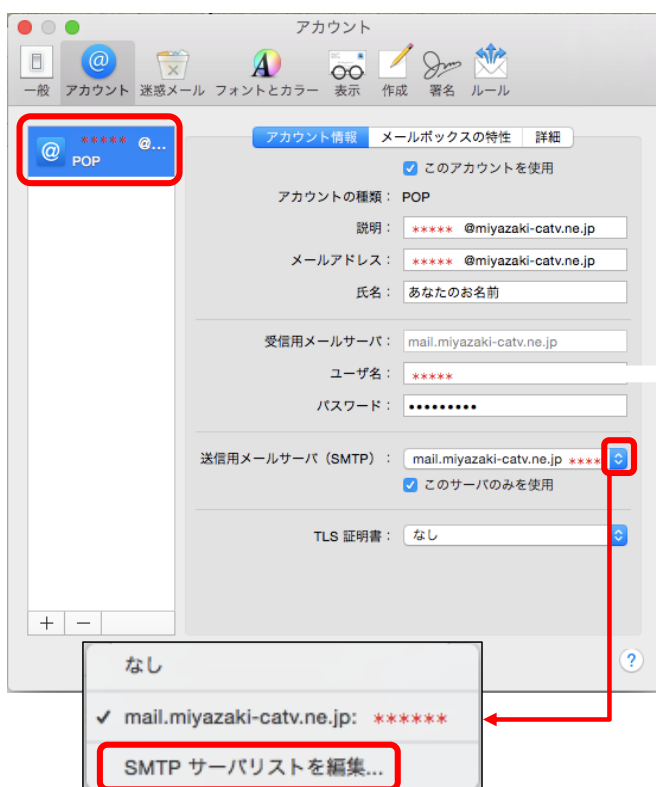 アカウント
一般 アカウント 迷惑メール フォントとカラー 表示 作成 署名 ルール
***** @...
POP
アカウント情報 メールボックスの特性 詳細
このアカウントを使用
アカウントの種類： POP
説明： ***** @miyazaki-catv.ne.jp
メールアドレス： ***** @miyazaki-catv.ne.jp
氏名： あなたのお名前
受信用メールサーバ： mail.miyazaki-catv.ne.jp
ユーザ名： *****
パスワード： •••••••••
送信用メールサーバ（SMTP）： mail.miyazaki-catv.ne.jp ****
このサーバのみを使用
TLS 証明書： なし
+ −
?
なし
✓ mail.miyazaki-catv.ne.jp: ******
SMTP サーバリストを編集...